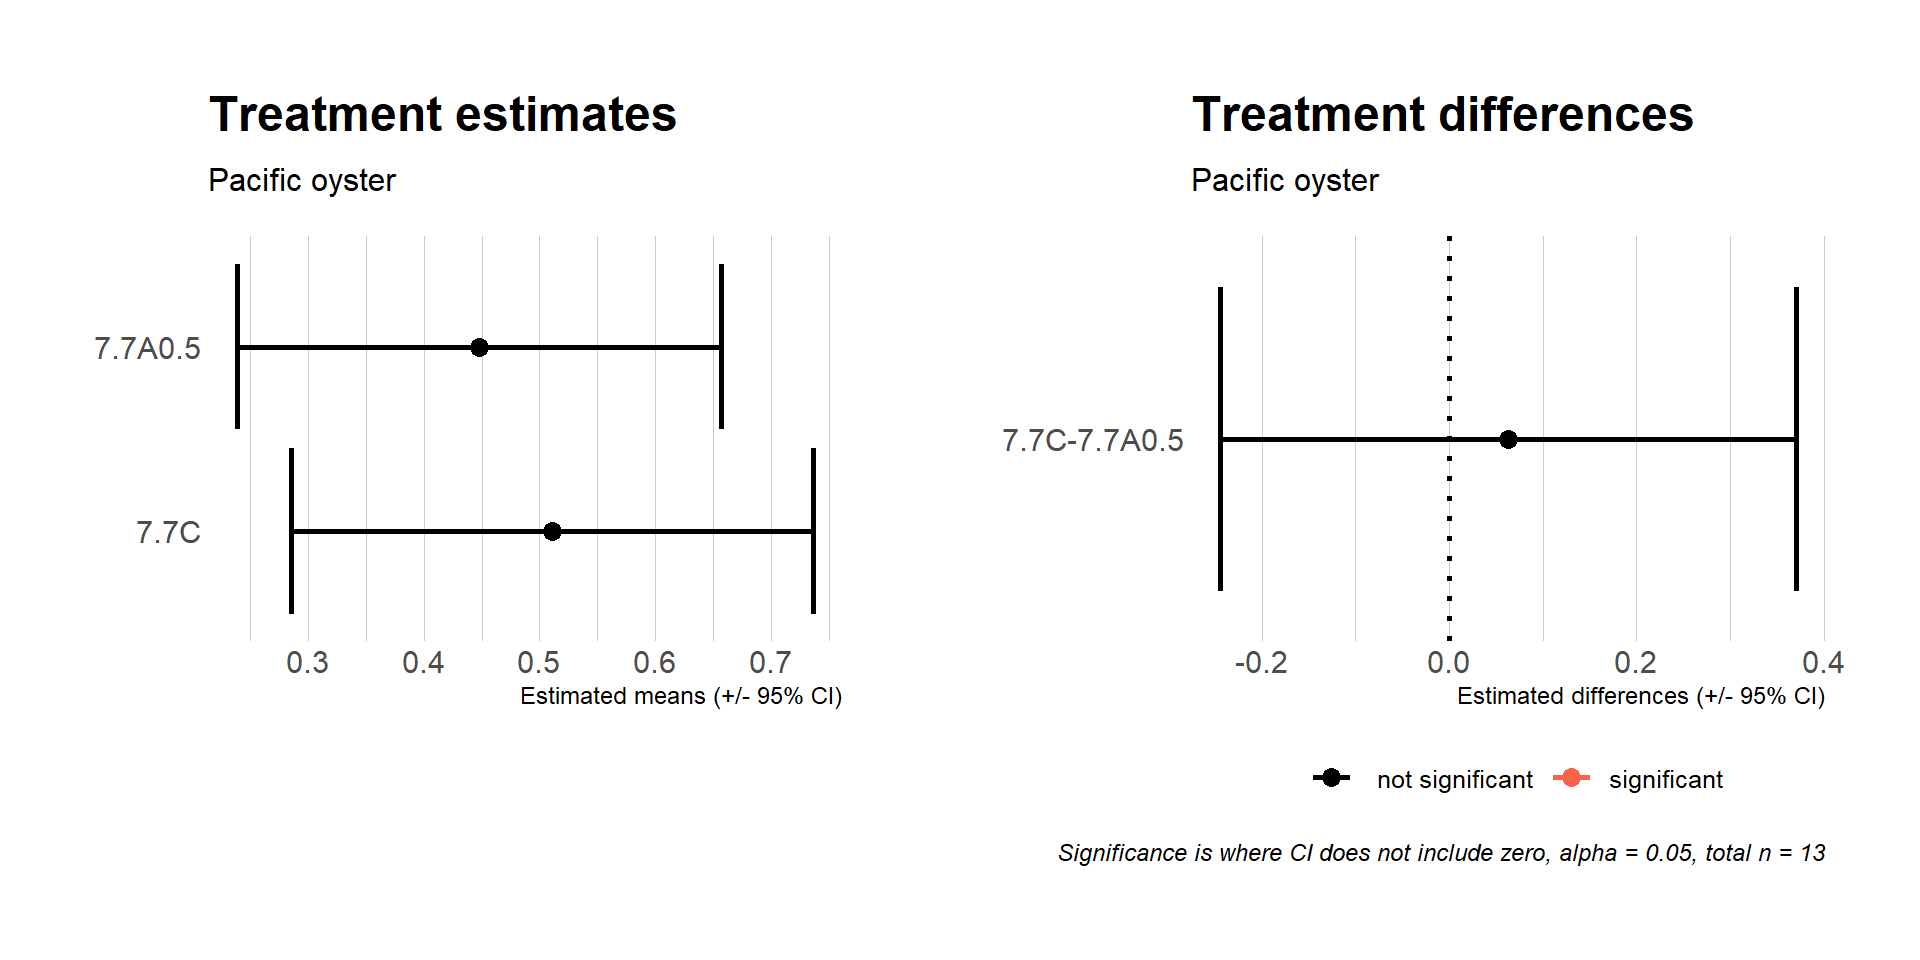 Treatment estimates
Pacific oyster
7.7A0.5
7.7C
0.3 0.4 0.5 0.6 0.7
Estimated means (+/- 95% CI)
Treatment differences
Pacific oyster
7.7C-7.7A0.5
-0.2 0.0 0.2 0.4
Estimated differences (+/- 95% CI)
not significant significant
Significance is where CI does not include zero, alpha = 0.05, total n = 13